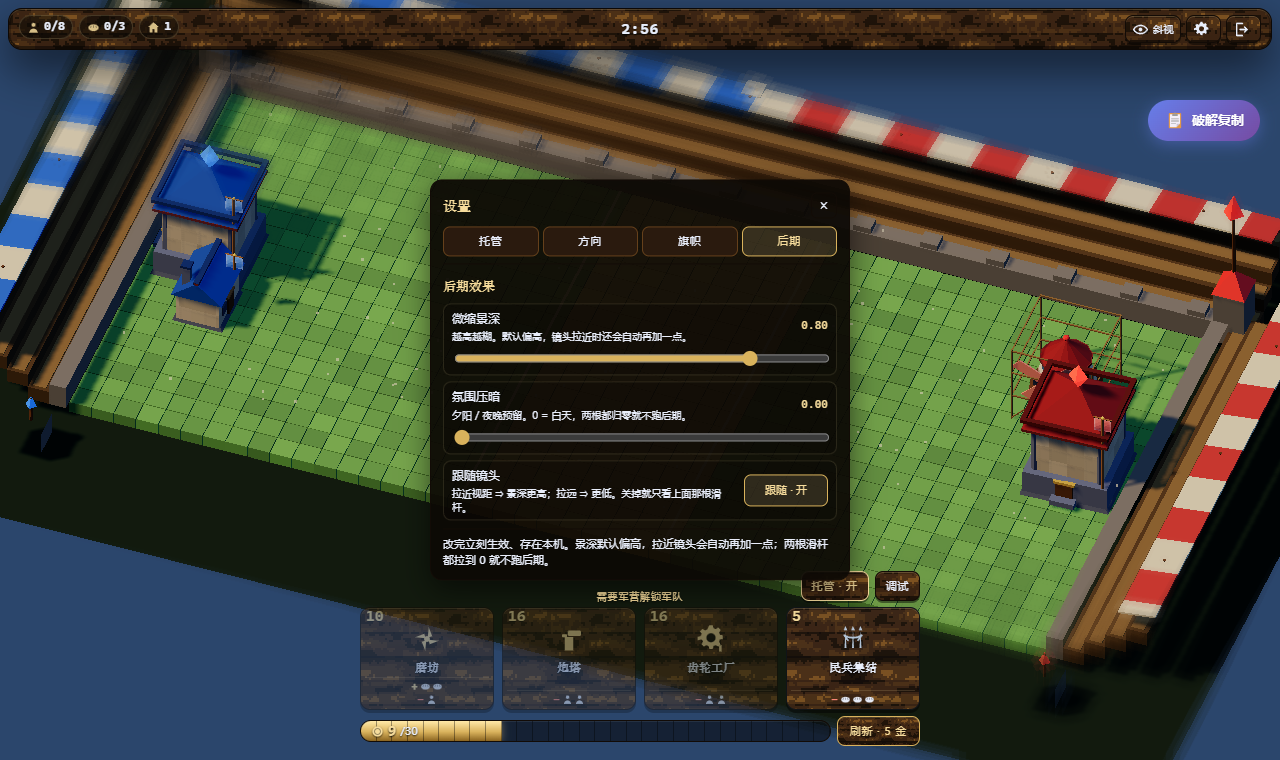 0/8 0/3 1
2:56
斜视
破解复制
设置 ×
托管 方向 旗帜 后期
后期效果
微缩景深
0.80
越高越糊。默认偏高，镜头拉近时还会自动再加一点。
氛围压暗
0.00
夕阳 / 夜晚预留。0 = 白天，两根都归零就不跑后期。
跟随镜头
拉近视距 ⇒ 景深更高；拉远 ⇒ 更低。关掉就只看上面那根滑
杆。
跟随 · 开
改完立刻生效、存在本机。景深默认偏高，拉近镜头会自动再加一点；两根滑杆
都拉到 0 就不跑后期。
托管 · 开 调试
需要军营解锁军队
10 16 16 5
磨坊 炮塔 齿轮工厂 民兵集结
9 /30
刷新 · 5 金